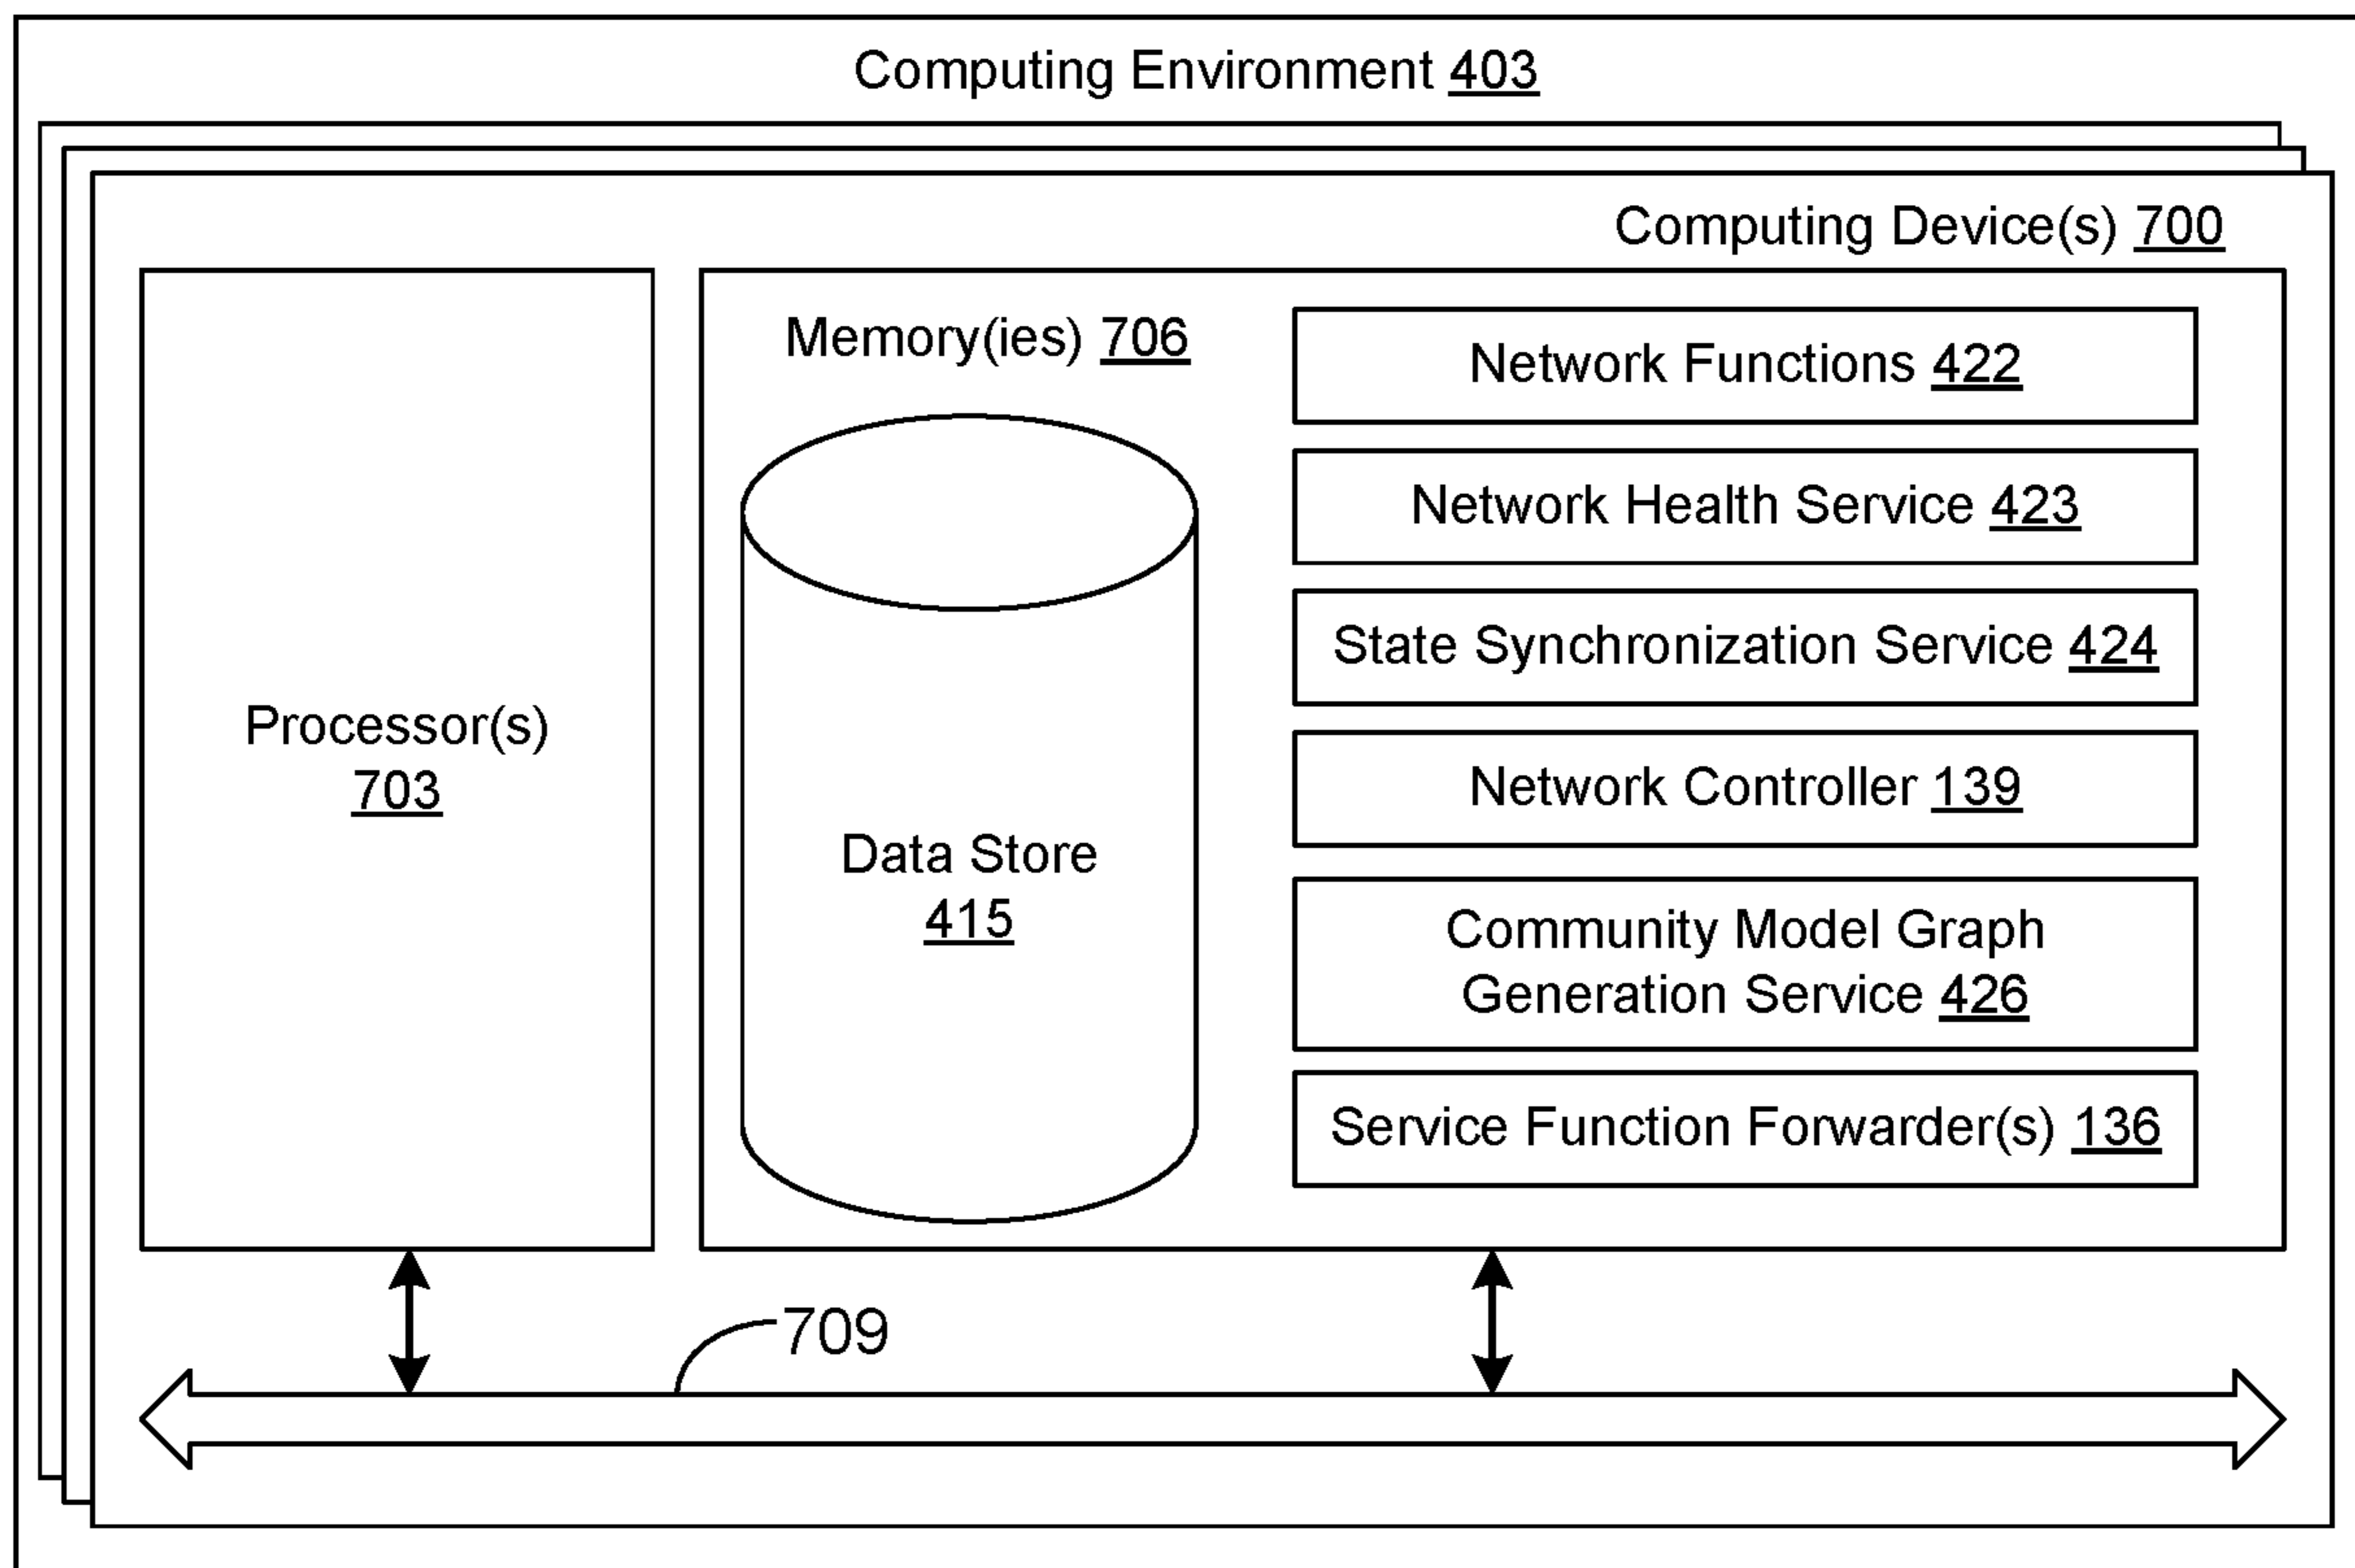 Computing Environment 403
Computing Device(s) 700
Processor(s)
703
Memory(ies) 706
Data Store
415
Network Functions 422
Network Health Service 423
State Synchronization Service 424
Network Controller 139
Community Model Graph
Generation Service 426
Service Function Forwarder(s) 136
709